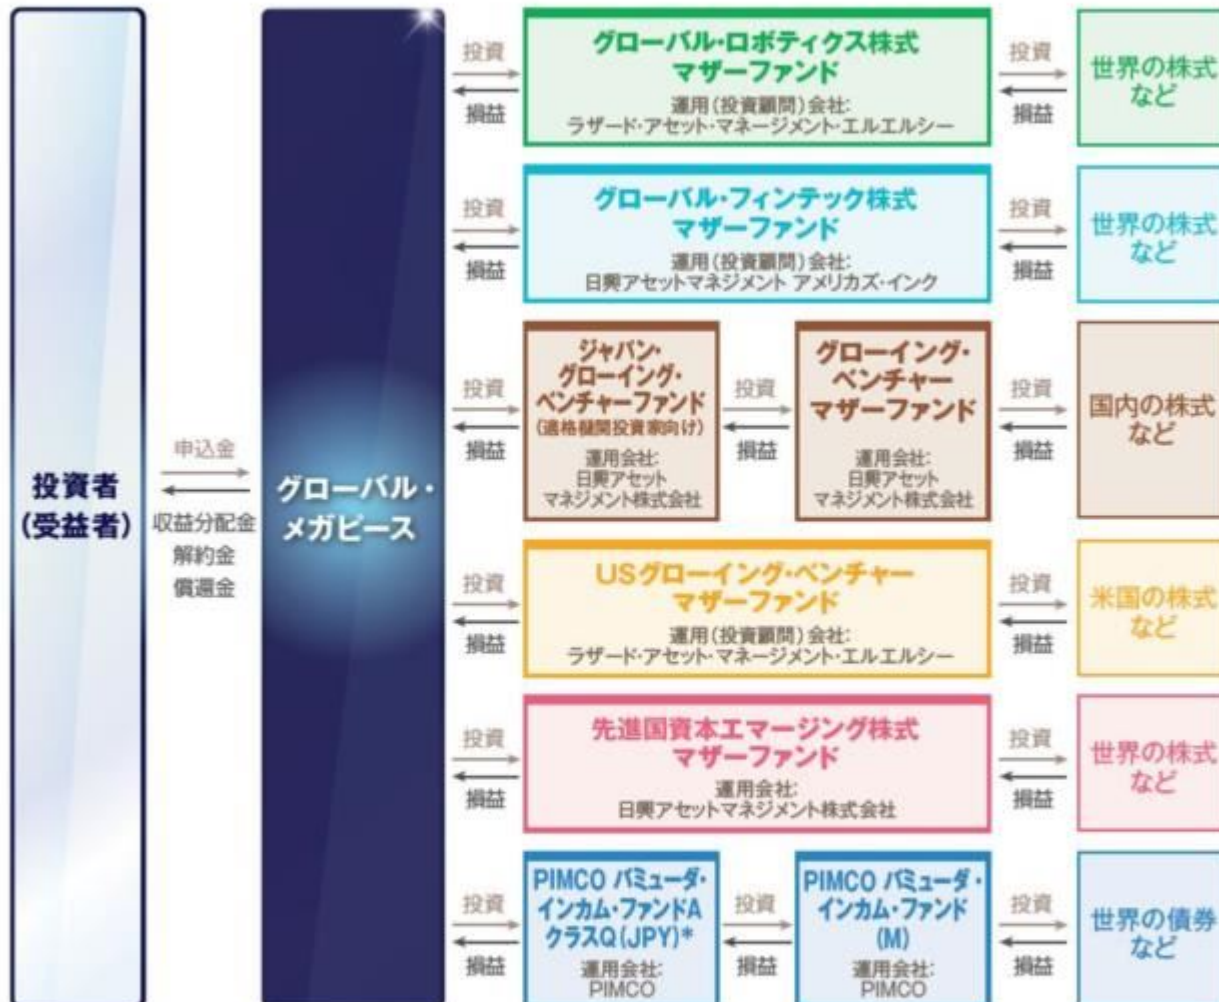 投資者
(受益者)
申込金
収益分配金
解約金
償還金
グローバル・
メガピース
投資
損益
グローバル・ロボティクス株式
マザーファンド
運用(投資顧問)会社:
ラザード・アセット・マネージメント・エルエルシー
投資
損益
世界の株式
など
投資
損益
グローバル・フィンテック株式
マザーファンド
運用(投資顧問)会社:
日興アセットマネジメント アメリカズ・インク
投資
損益
世界の株式
など
投資
損益
ジャパン・
グローイング・
ベンチャーファンド
(適格機関投資家向け)
運用会社:
日興アセット
マネジメント株式会社
投資
損益
グローイング・
ベンチャー
マザーファンド
運用会社:
日興アセット
マネジメント株式会社
投資
損益
国内の株式
など
投資
損益
USグローイング・ベンチャー
マザーファンド
運用(投資顧問)会社:
ラザード・アセット・マネージメント・エルエルシー
投資
損益
米国の株式
など
投資
損益
先進国資本エマージング株式
マザーファンド
運用会社:
日興アセットマネジメント株式会社
投資
損益
世界の株式
など
投資
損益
PIMCO バミューダ・
インカム・ファンドA
クラスQ(JPY)*
運用会社:
PIMCO
投資
損益
PIMCO バミューダ・
インカム・ファンド
(M)
運用会社:
PIMCO
投資
損益
世界の債券
など